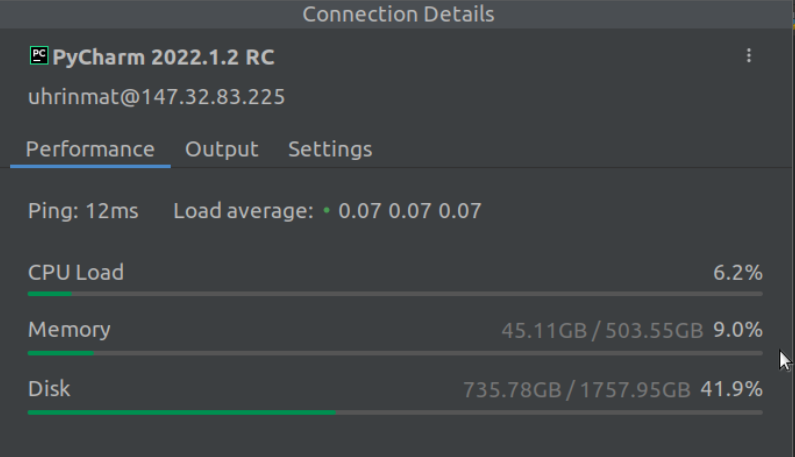 Connection Details
PC PyCharm 2022.1.2 RC
uhrinmat@147.32.83.225
Performance Output Settings
Ping: 12ms Load average: • 0.07 0.07 0.07
CPU Load 6.2%
Memory 45.11GB / 503.55GB 9.0%
Disk 735.78GB / 1757.95GB 41.9%